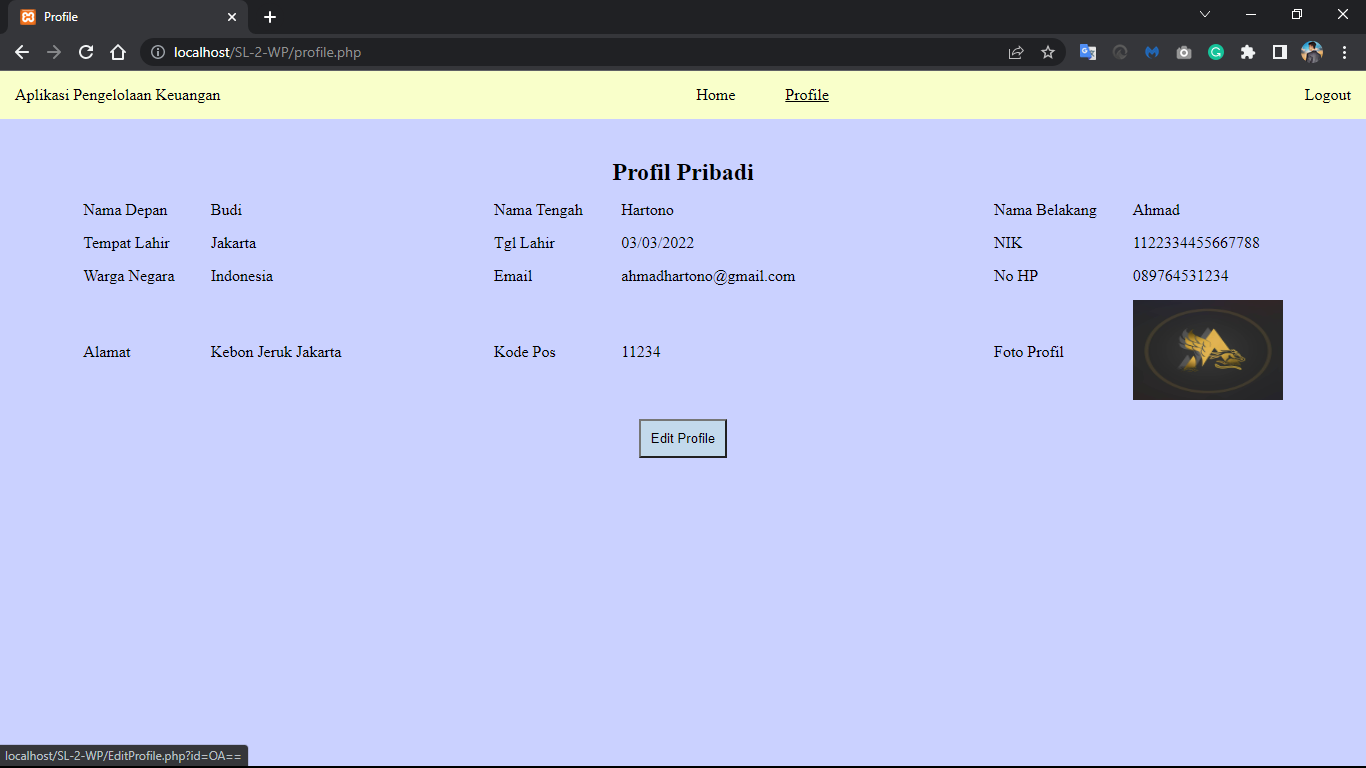 Profile
localhost/SL-2-WP/profile.php
Aplikasi Pengelolaan Keuangan Home Profile Logout
Profil Pribadi
Nama Depan Budi Nama Tengah Hartono Nama Belakang Ahmad
Tempat Lahir Jakarta Tgl Lahir 03/03/2022 NIK 1122334455667788
Warga Negara Indonesia Email ahmadhartono@gmail.com No HP 089764531234
Alamat Kebon Jeruk Jakarta Kode Pos 11234 Foto Profil
Edit Profile
localhost/SL-2-WP/EditProfile.php?id=OA==